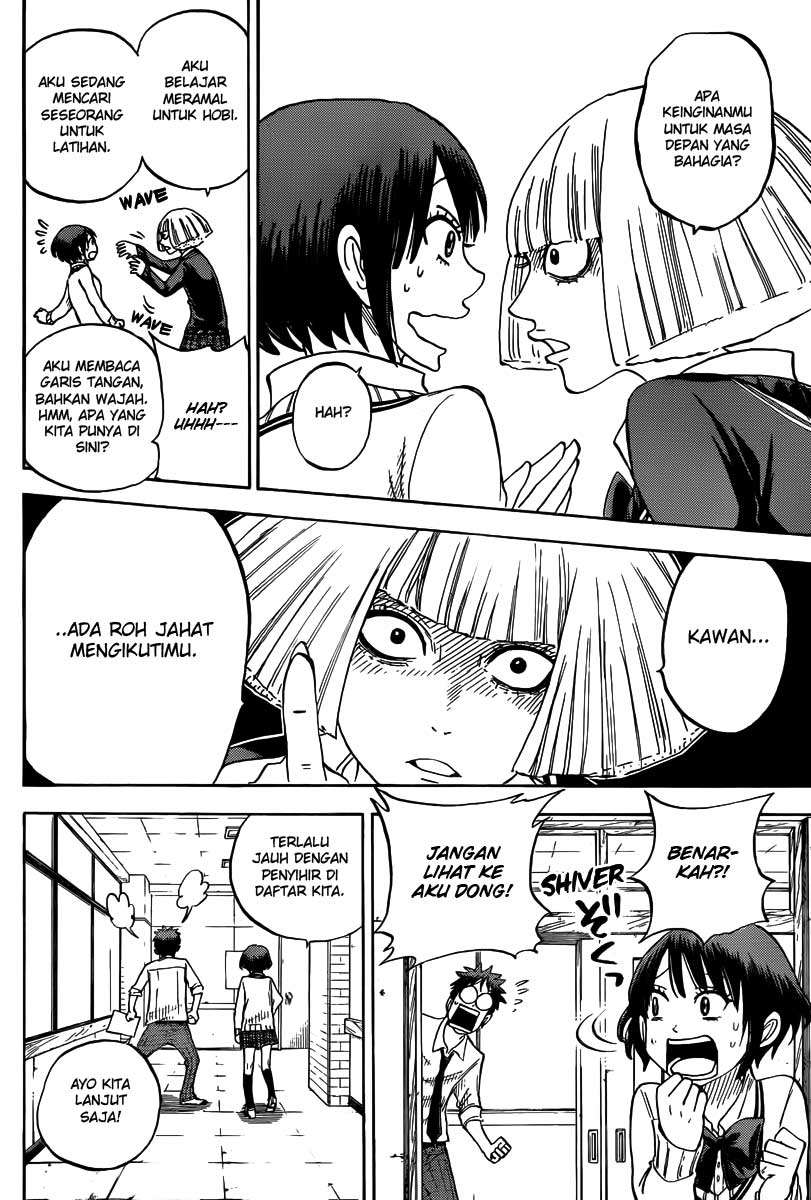 APA
KEINGINANMU
UNTUK MASA
DEPAN YANG
BAHAGIA?
HAH?
AKU
BELAJAR
MERAMAL
UNTUK HOBI.
AKU SEDANG
MENCARI
SESEORANG
UNTUK
LATIHAN.
WAVE
WAVE
HAH?
UHHH---
AKU MEMBACA
GARIS TANGAN,
BAHKAN WAJAH.
HMM, APA YANG
KITA PUNYA DI
SINI?
KAWAN...
..ADA ROH JAHAT
MENGIKUTIMU.
BENAR-
KAH?!
SHIVER
ゾクッ
JANGAN
LIHAT KE
AKU DONG!
TERLALU
JAUH DENGAN
PENYIHIR DI
DAFTAR KITA.
AYO KITA
LANJUT
SAJA!